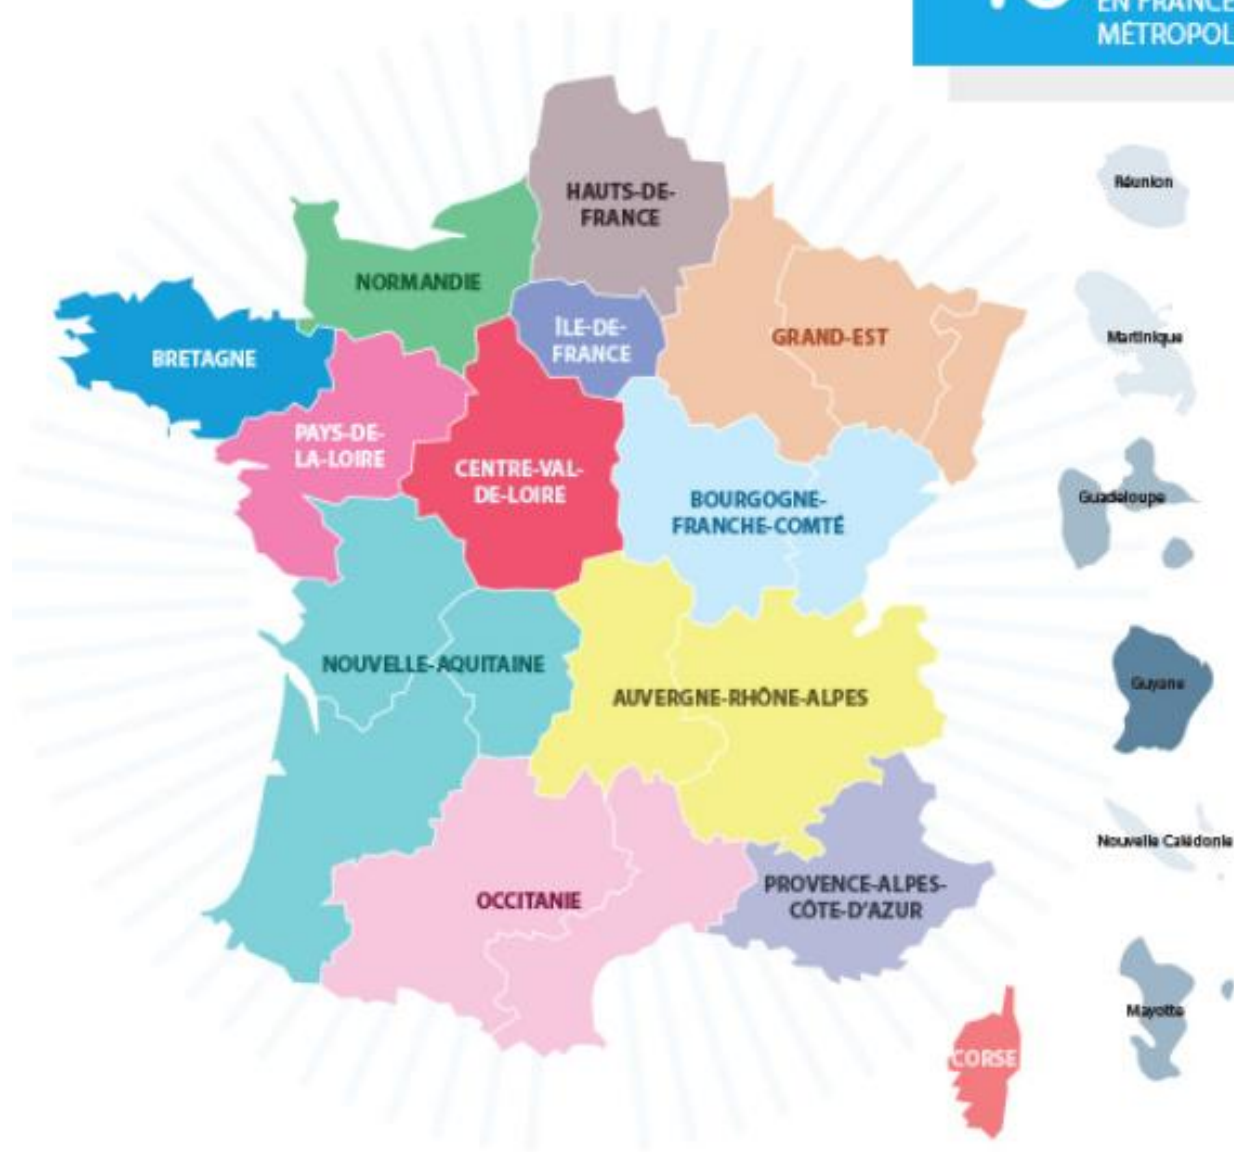 EN FRANCE
MÉTROPOL
HAUTS-DE-
FRANCE
Réunion
NORMANDIE
ÎLE-DE-
FRANCE
GRAND-EST
Martinique
BRETAGNE
PAYS-DE-
LA-LOIRE
CENTRE-VAL-
DE-LOIRE
BOURGOGNE-
FRANCHE-COMTÉ
Guadeloupe
NOUVELLE-AQUITAINE
AUVERGNE-RHÔNE-ALPES
Guyane
Nouvelle Calédonie
OCCITANIE
PROVENCE-ALPES-
CÔTE-D'AZUR
Mayotte
CORSE